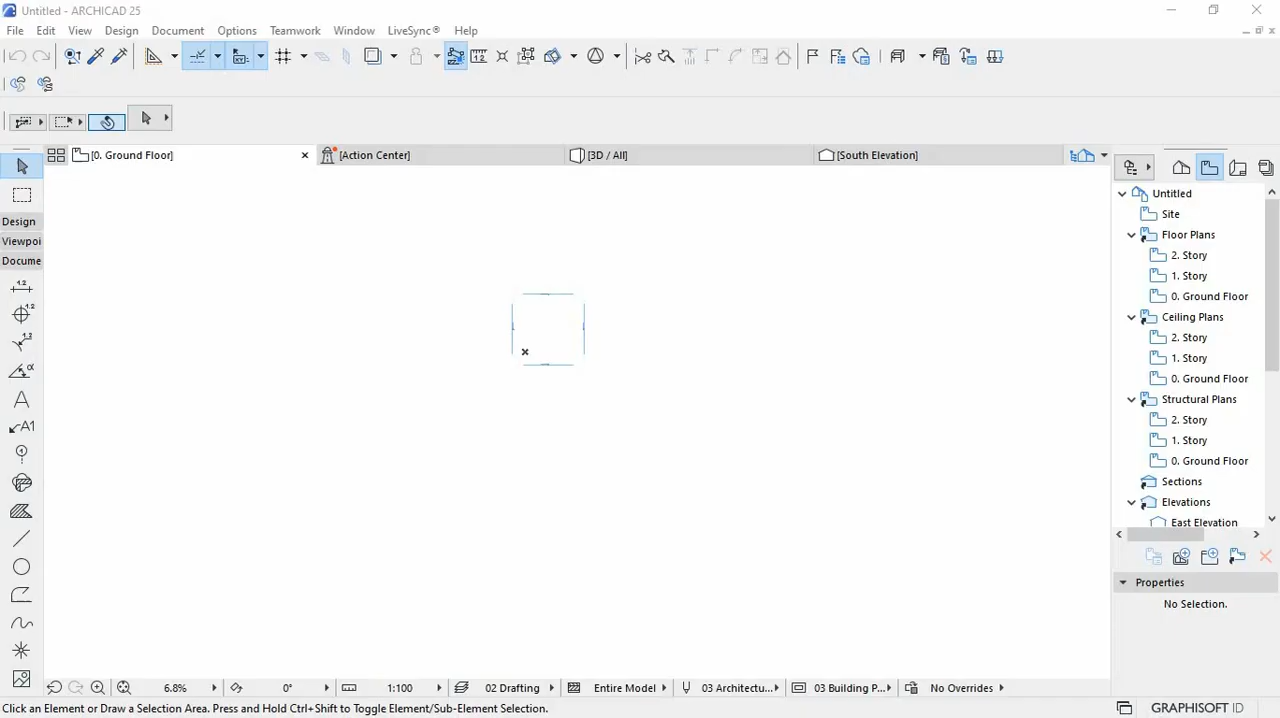 Untitled - ARCHICAD 25
File Edit View Design Document Options Teamwork Window LiveSync® Help
[0. Ground Floor]
[Action Center]
[3D / All]
[South Elevation]
Design
Viewpoi
Docume
A
A1
Untitled
Site
Floor Plans
2. Story
1. Story
0. Ground Floor
Ceiling Plans
2. Story
1. Story
0. Ground Floor
Structural Plans
2. Story
1. Story
0. Ground Floor
Sections
Elevations
East Elevation
Properties
No Selection.
6.8% 0° 1:100 02 Drafting Entire Model 03 Architectu... 03 Building P... No Overrides
Click an Element or Draw a Selection Area. Press and Hold Ctrl+Shift to Toggle Element/Sub-Element Selection.
GRAPHISOFT ID